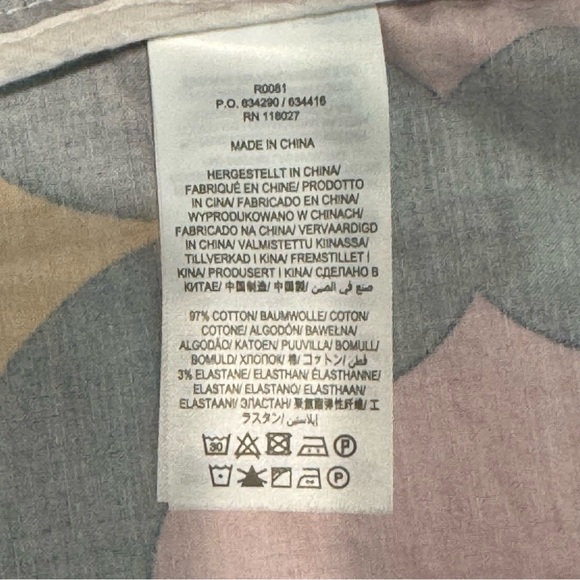 R0081
P.O. 634290 / 634416
RN 116027
MADE IN CHINA
HERGESTELLT IN CHINA/
FABRIQUÉ EN CHINE/ PRODOTTO
IN CINA/ FABRICADO EN CHINA/
WYPRODUKOWANO W CHINACH/
FABRICADO NA CHINA/ VERVAARDIGD
IN CHINA/ VALMISTETTU KIINASSA/
TILLVERKAD I KINA/ FREMSTILLET I
KINA/ PRODUSERT I KINA/ СДЕЛАНО В
КИТАЕ/ 中国制造/ 中国製/ صنع في الصين
97% COTTON/ BAUMWOLLE/ COTON/
COTONE/ ALGODÓN/ BAWEŁNA/
ALGODÃO/ KATOEN/ PUUVILLA/ BOMULL/
BOMULD/ ХЛОПОК/ 棉/ コットン/ قطن
3% ELASTANE/ ELASTHAN/ ÉLASTHANNE/
ELASTAN/ ELASTANO/ ELASTHAAN/
ELASTAANI/ ЭЛАСТАН/ 聚氨酯弹性纤维/ エ
ラスタン/ إيلاستين
30 P
P